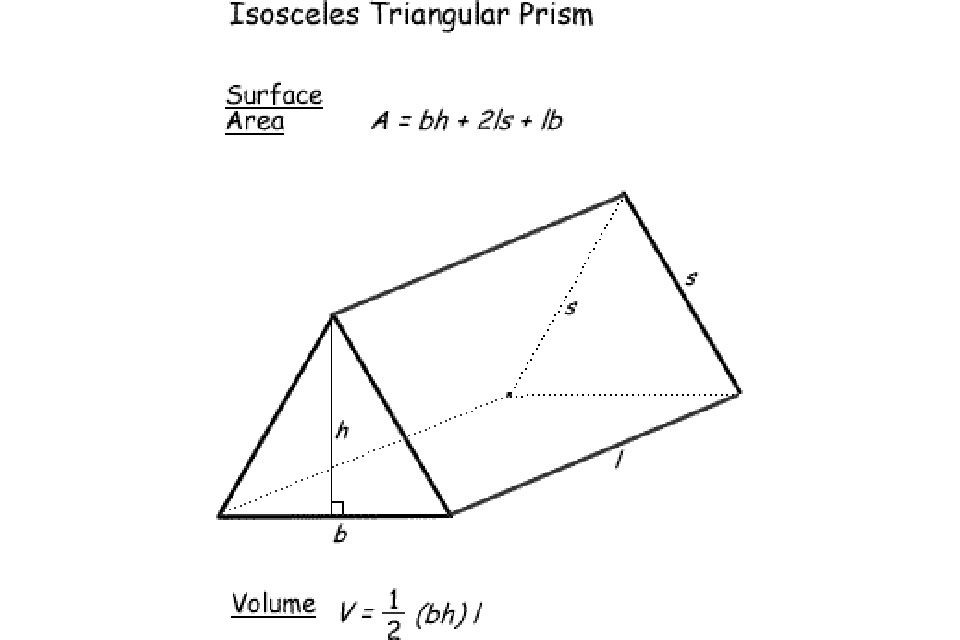 Isosceles Triangular Prism
Surface
Area
A = bh + 2ls + lb
s
s
h
l
b
Volume V = 1/2 (bh) l